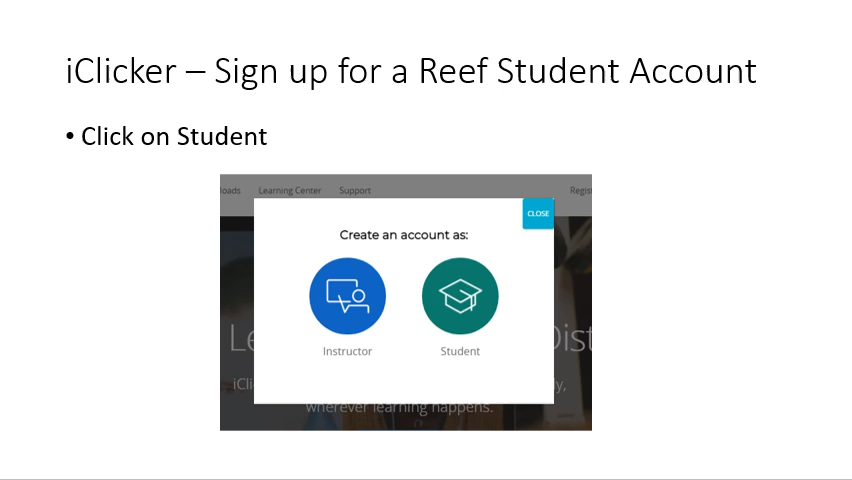 iClicker – Sign up for a Reef Student Account
• Click on Student
Learning Center Support
CLOSE
Create an account as:
Instructor Student
wherever learning happens.